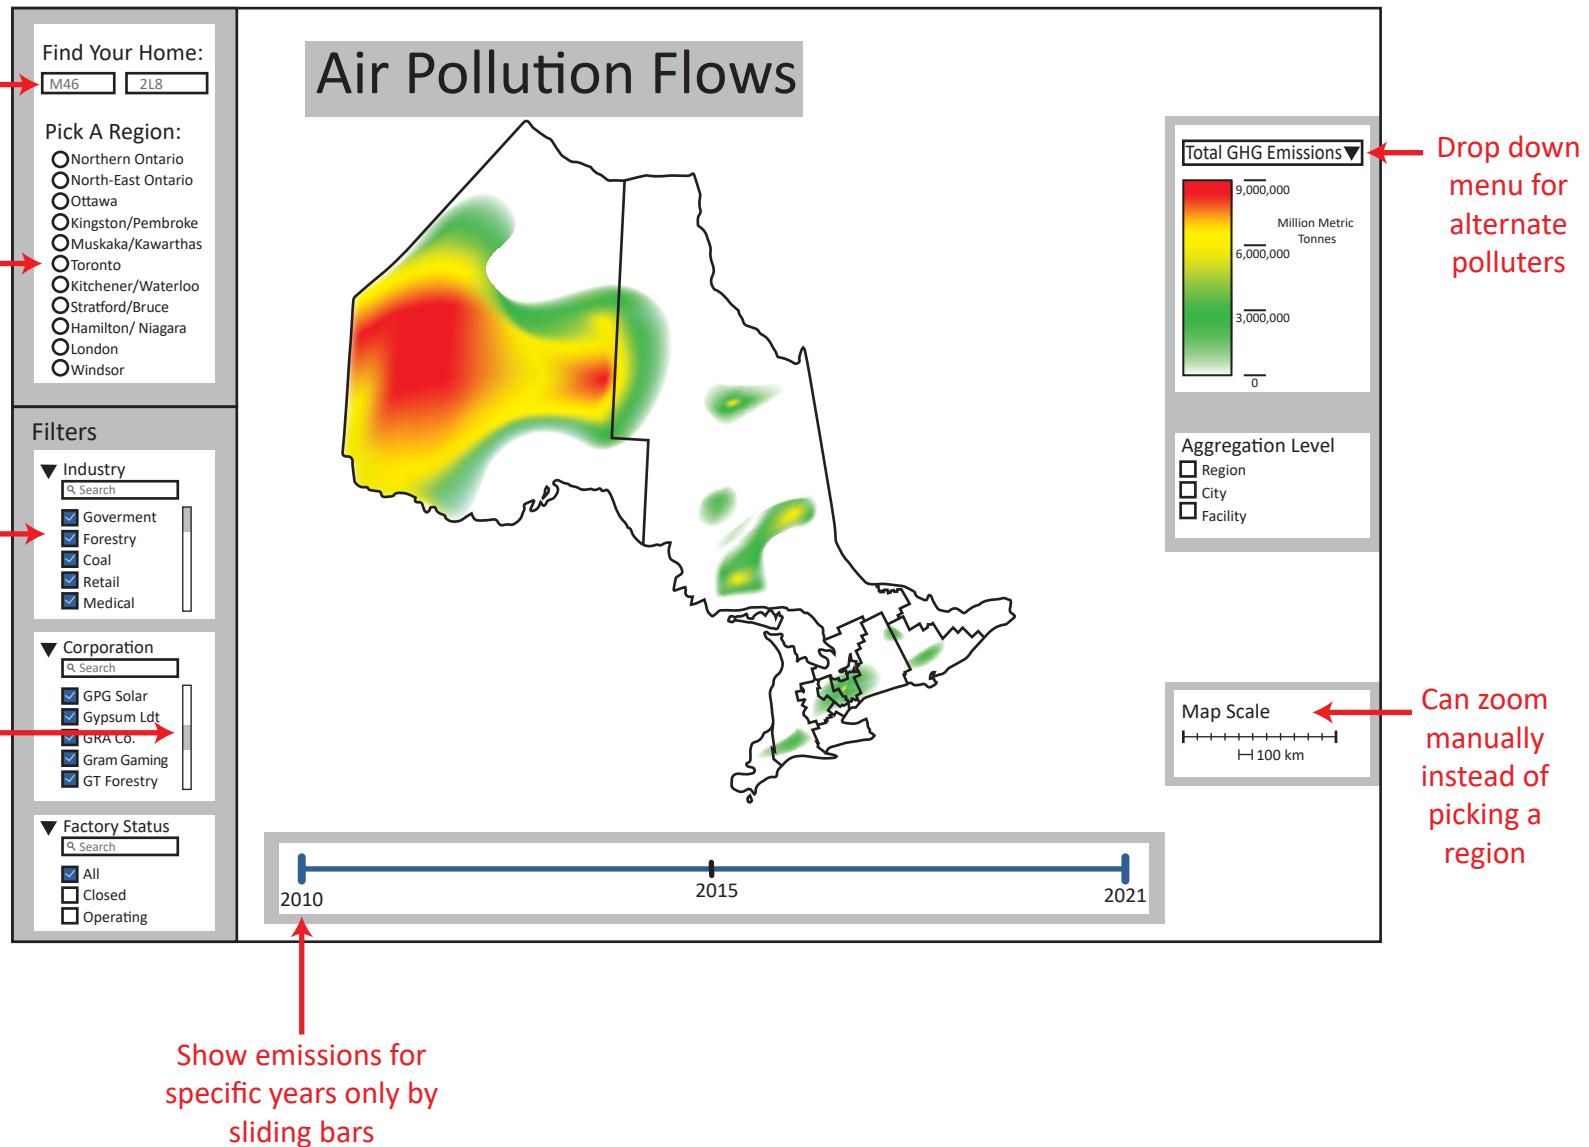 Air Pollution Flows
Find Your Home:
M46 2L8
Pick A Region:
Northern Ontario
North-East Ontario
Ottawa
Kingston/Pembroke
Muskaka/Kawarthas
Toronto
Kitchener/Waterloo
Stratford/Bruce
Hamilton/ Niagara
London
Windsor
Filters
Industry
Search
Goverment
Forestry
Coal
Retail
Medical
Corporation
Search
GPG Solar
Gypsum Ldt
GRA Co.
Gram Gaming
GT Forestry
Factory Status
Search
All
Closed
Operating
2010
2015
2021
Total GHG Emissions
9,000,000
Million Metric
Tonnes
6,000,000
3,000,000
0
Aggregation Level
Region
City
Facility
Map Scale
100 km
Drop down
menu for
alternate
polluters
Can zoom
manually
instead of
picking a
region
Show emissions for
specific years only by
sliding bars